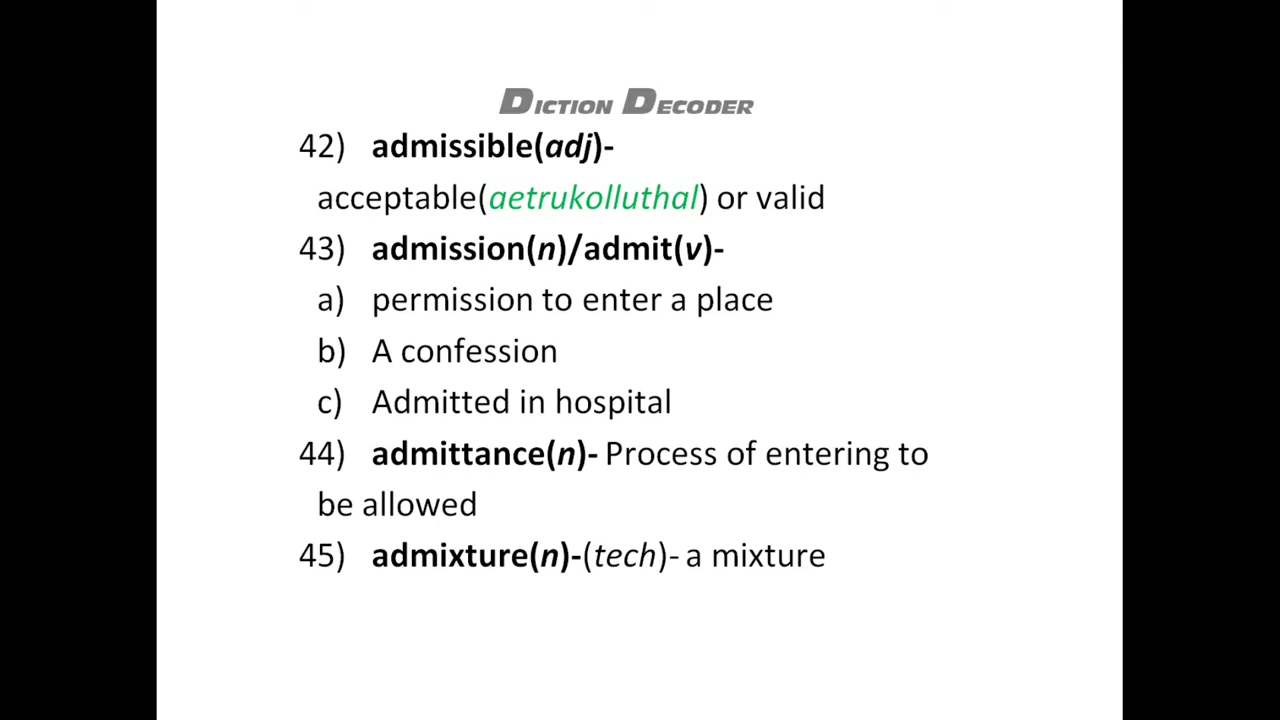 DICTION DECODER
42) admissible(adj)-
acceptable(aetrukolluthal) or valid
43) admission(n)/admit(v)-
a) permission to enter a place
b) A confession
c) Admitted in hospital
44) admittance(n)- Process of entering to
be allowed
45) admixture(n)-(tech)- a mixture